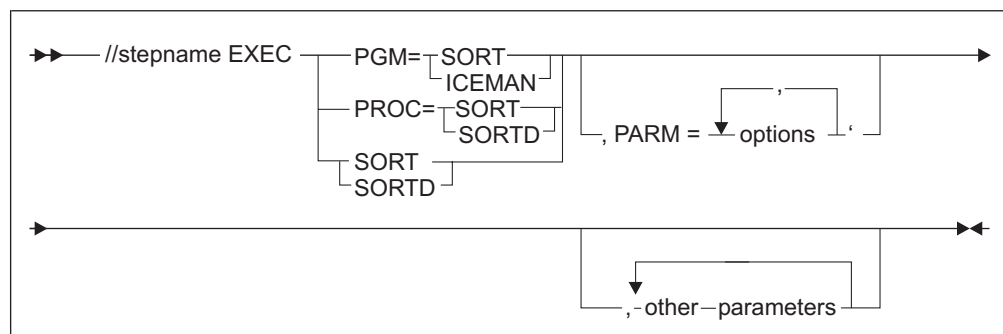 //stepname EXEC PGM= SORT
ICEMAN
PROC= SORT
SORTD
SORT
SORTD
,
, PARM = options ‘
, other parameters